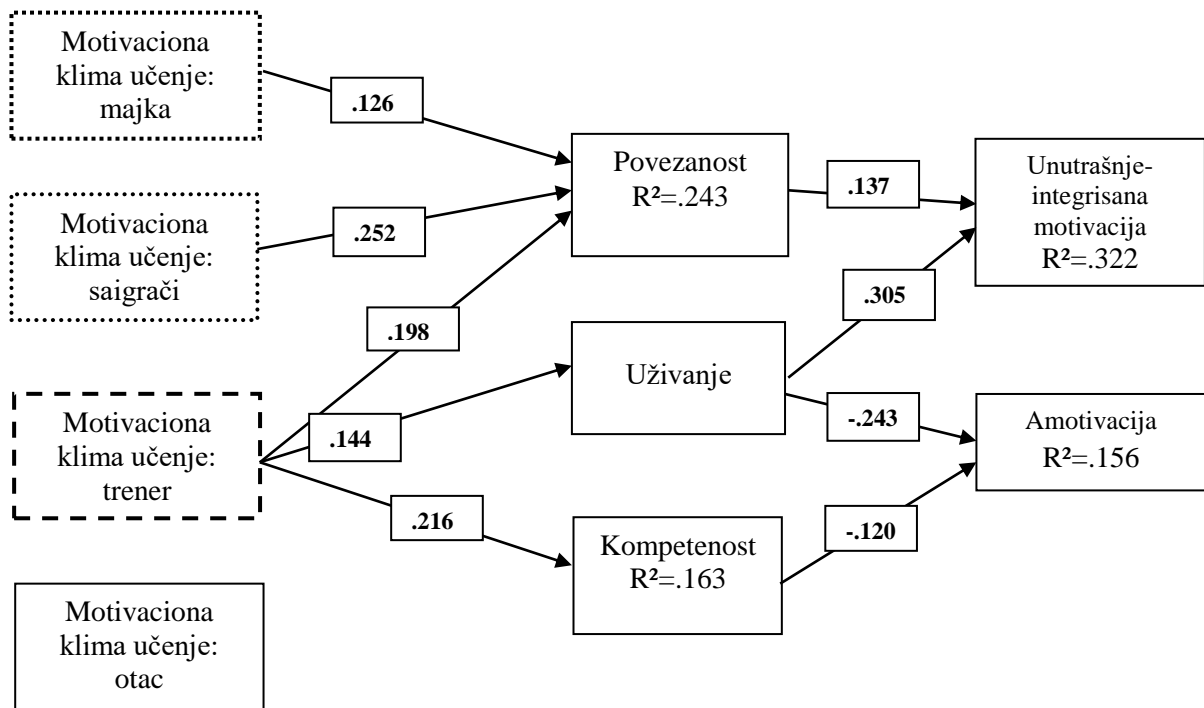 Motivaciona
klima učenje:
majka
.126
Povezanost
R²=.243
.137
Unutrašnje-
integrisana
motivacija
R²=.322
Motivaciona
klima učenje:
saigrači
.252
.198
.305
Uživanje
Motivaciona
klima učenje:
trener
.144
-.243
Amotivacija
R²=.156
.216
Kompetenost
R²=.163
-.120
Motivaciona
klima učenje:
otac